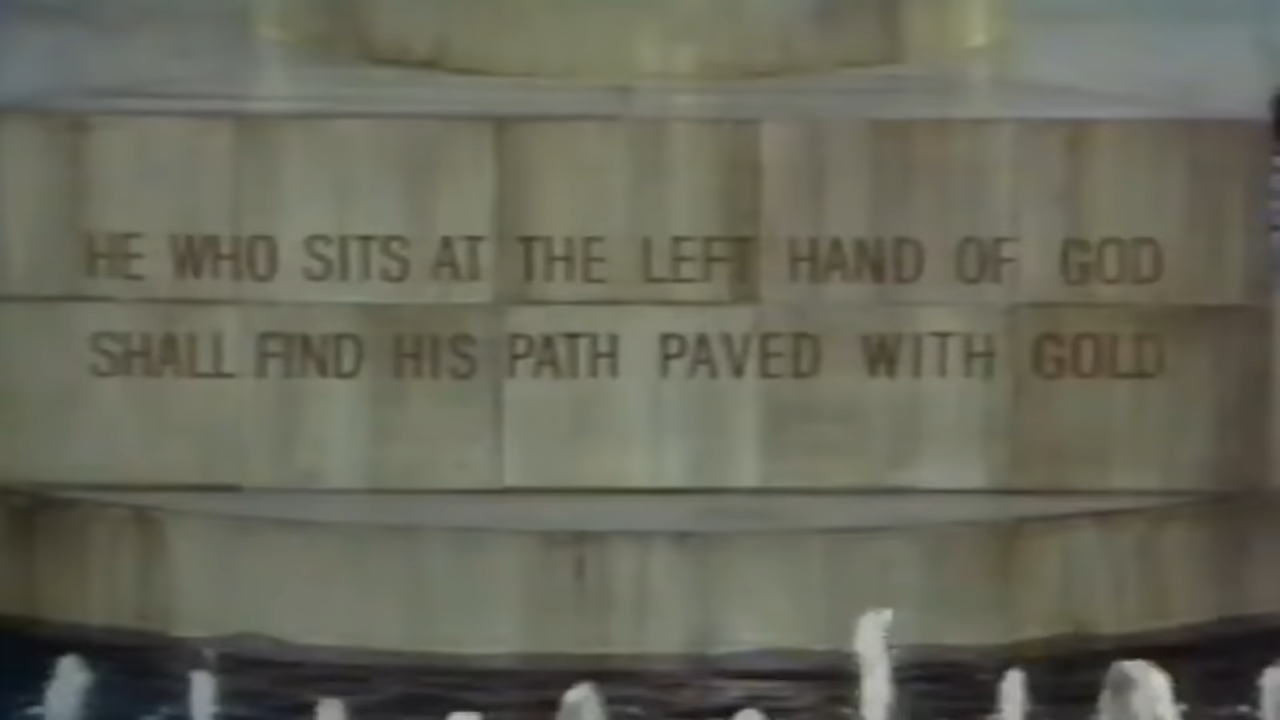 HE WHO SITS AT THE LEFT HAND OF GOD
SHALL FIND HIS PATH PAVED WITH GOLD